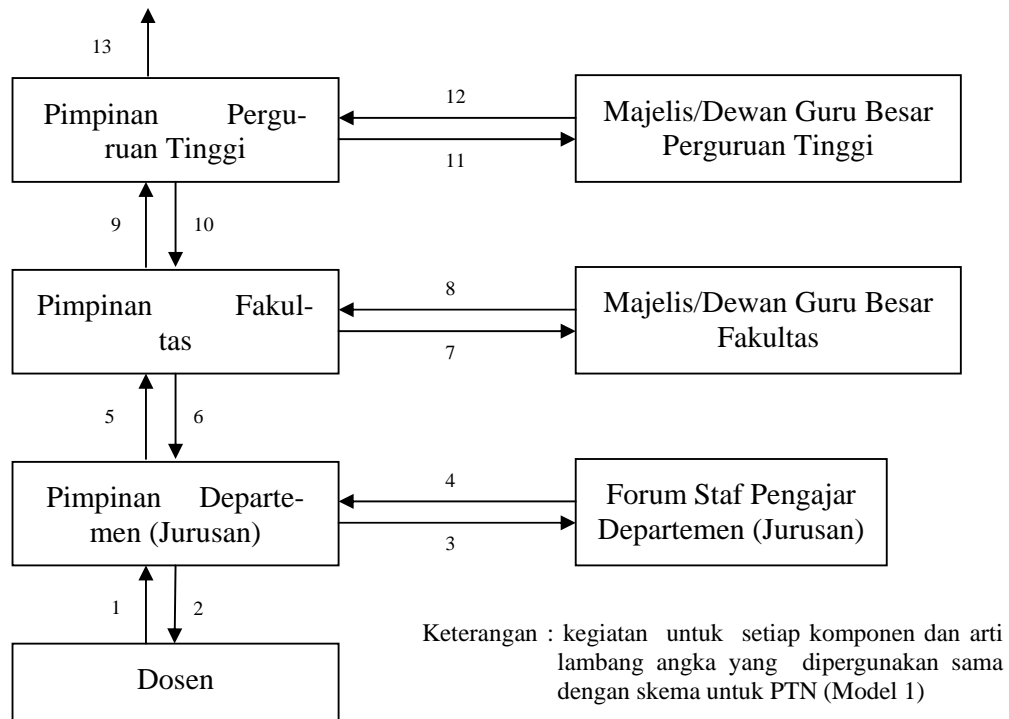 13
Pimpinan Pergu-
ruan Tinggi
12
11
Majelis/Dewan Guru Besar
Perguruan Tinggi
9
10
Pimpinan Fakul-
tas
8
7
Majelis/Dewan Guru Besar
Fakultas
5
6
Pimpinan Departe-
men (Jurusan)
4
3
Forum Staf Pengajar
Departemen (Jurusan)
1
2
Dosen
Keterangan : kegiatan untuk setiap komponen dan arti
lambang angka yang dipergunakan sama
dengan skema untuk PTN (Model 1)